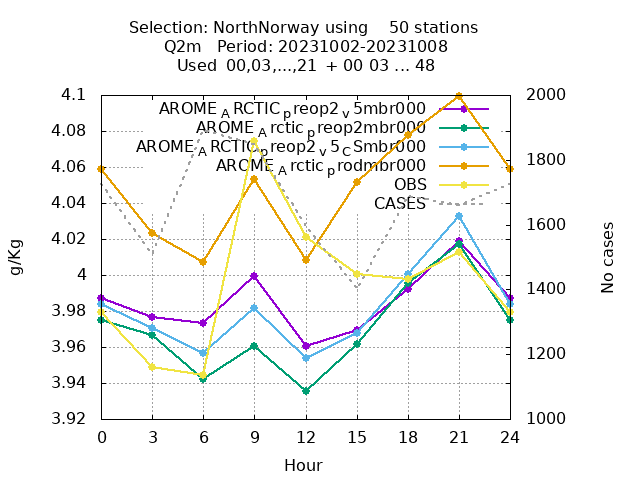 Selection: NorthNorway using 50 stations
Q2m Period: 20231002-20231008
Used 00,03,...,21 + 00 03 ... 48
4.1
4.08
4.06
4.04
4.02
4
3.98
3.96
3.94
3.92
g/Kg
AROME_ARCTIC_preop2_v5mbr000
AROME_Arctic_preop2mbr000
AROME_ARCTIC_preop2_v5_CSmbr000
AROME_Arctic_prodmbr000
OBS
CASES
2000
1800
1600
1400
1200
1000
No cases
0 3 6 9 12 15 18 21 24
Hour